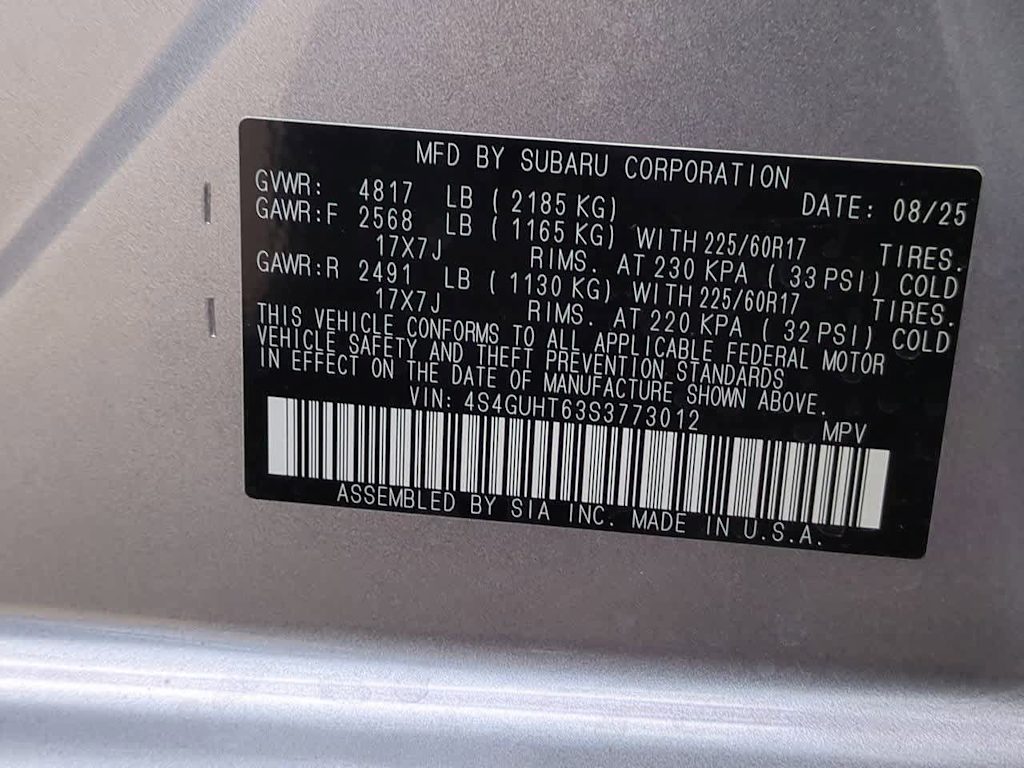 MFD BY SUBARU CORPORATION
GVWR: 4817 LB (2185 KG) DATE: 08/25
GAWR:F 2568 LB (1165 KG) WITH 225/60R17 TIRES.
17X7J RIMS. AT 230 KPA (33 PSI) COLD
GAWR:R 2491 LB (1130 KG) WITH 225/60R17 TIRES.
17X7J RIMS. AT 220 KPA (32 PSI) COLD
THIS VEHICLE CONFORMS TO ALL APPLICABLE FEDERAL MOTOR
VEHICLE SAFETY AND THEFT PREVENTION STANDARDS
IN EFFECT ON THE DATE OF MANUFACTURE SHOWN ABOVE.
VIN: 4S4GUHT63S3773012 MPV
ASSEMBLED BY SIA INC. MADE IN U.S.A.